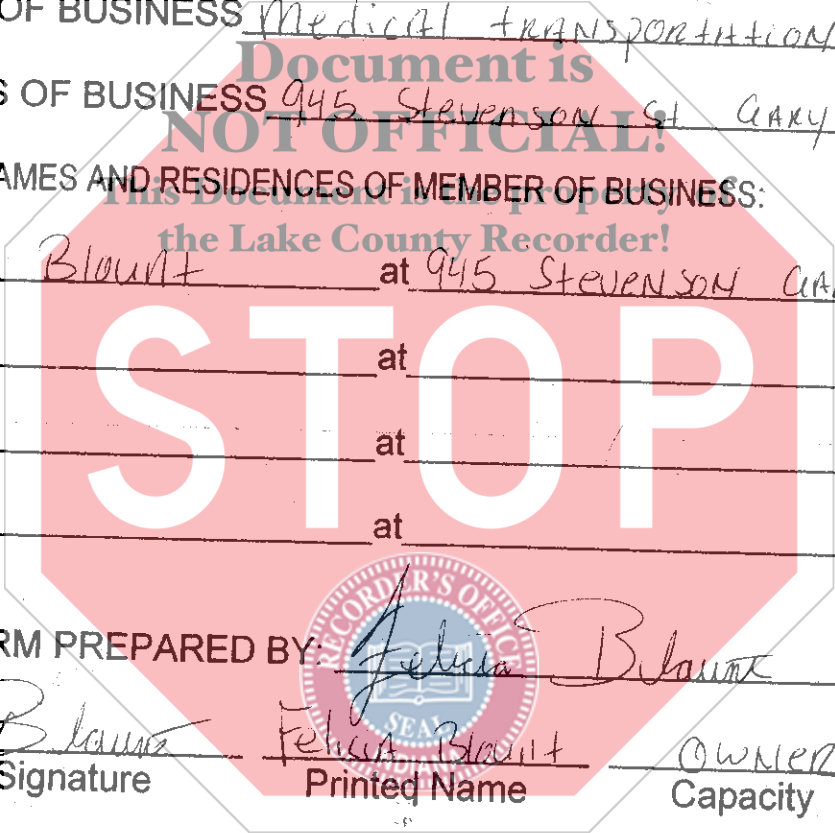 OF BUSINESS Medical transportation
Document is
S OF BUSINESS 945 Stevenson St GARY
NOT OFFICIAL!
AMES AND RESIDENCES OF MEMBER OF BUSINESS:
This Document is the property of
the Lake County Recorder!
Blount at 945 Stevenson GA
STOP
at
at
at
RECORDER'S OFFICE
RM PREPARED BY: Felicia Blount
SEAL
INDIANA
Blount Felicia Blount OWNER
Signature Printed Name Capacity